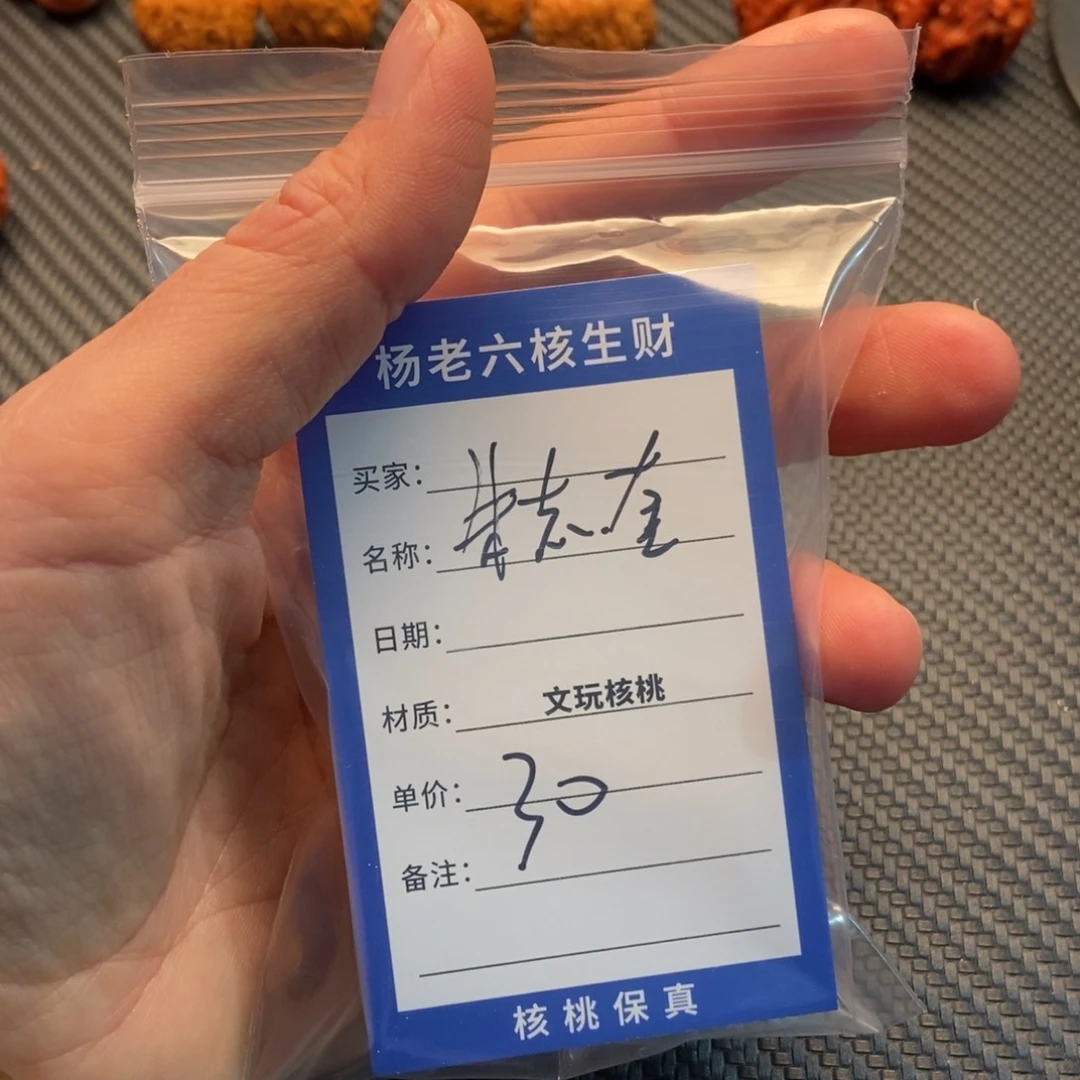 杨老六核生财
买家：
名称：
日期：
材质：文玩核桃
单价：30
备注：
核桃保真